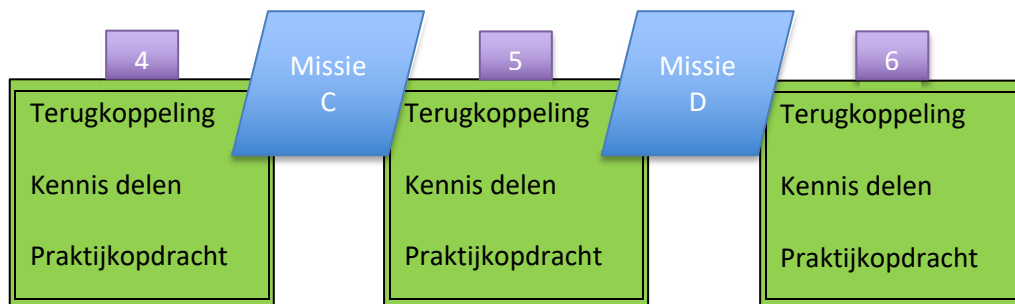 4
Missie
C
5
Missie
D
6
Terugkoppeling
Kennis delen
Praktijkopdracht
Terugkoppeling
Kennis delen
Praktijkopdracht
Terugkoppeling
Kennis delen
Praktijkopdracht